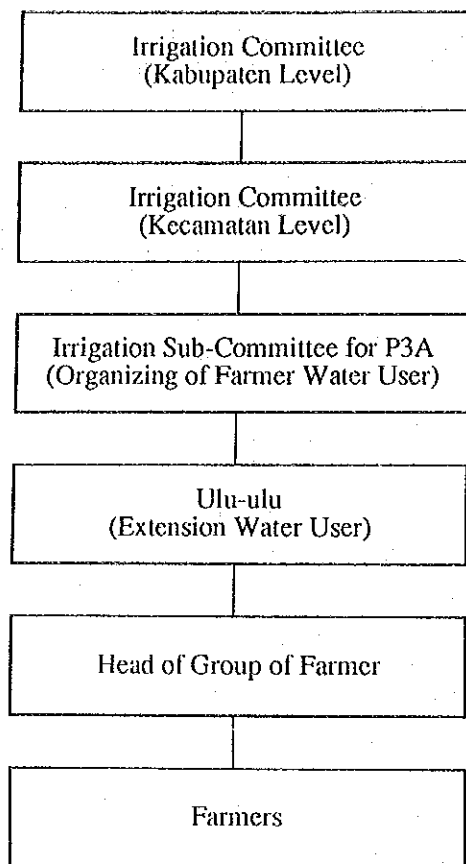 Irrigation Committee
(Kabupaten Level)
Irrigation Committee
(Kecamatan Level)
Irrigation Sub-Committee for P3A
(Organizing of Farmer Water User)
Ulu-ulu
(Extension Water User)
Head of Group of Farmer
Farmers